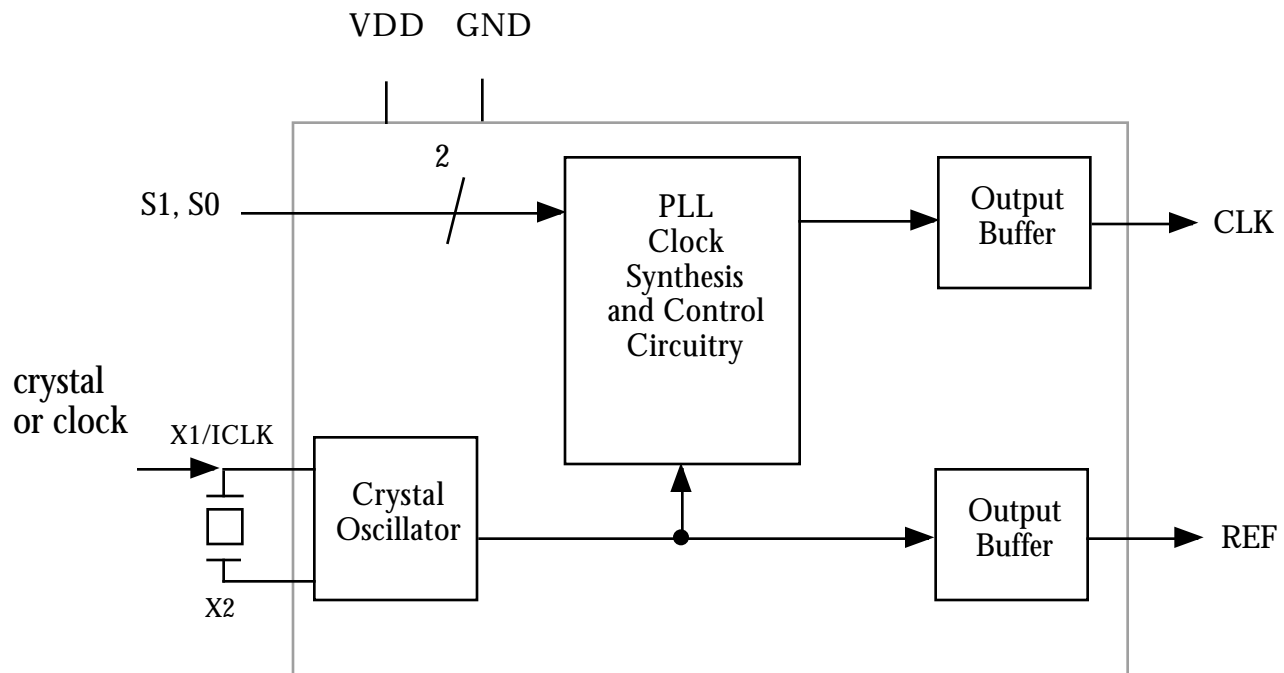 VDD GND
2
S1, S0
PLL
Clock
Synthesis
and Control
Circuitry
Output
Buffer
CLK
crystal
or clock
X1/ICLK
X2
Crystal
Oscillator
Output
Buffer
REF